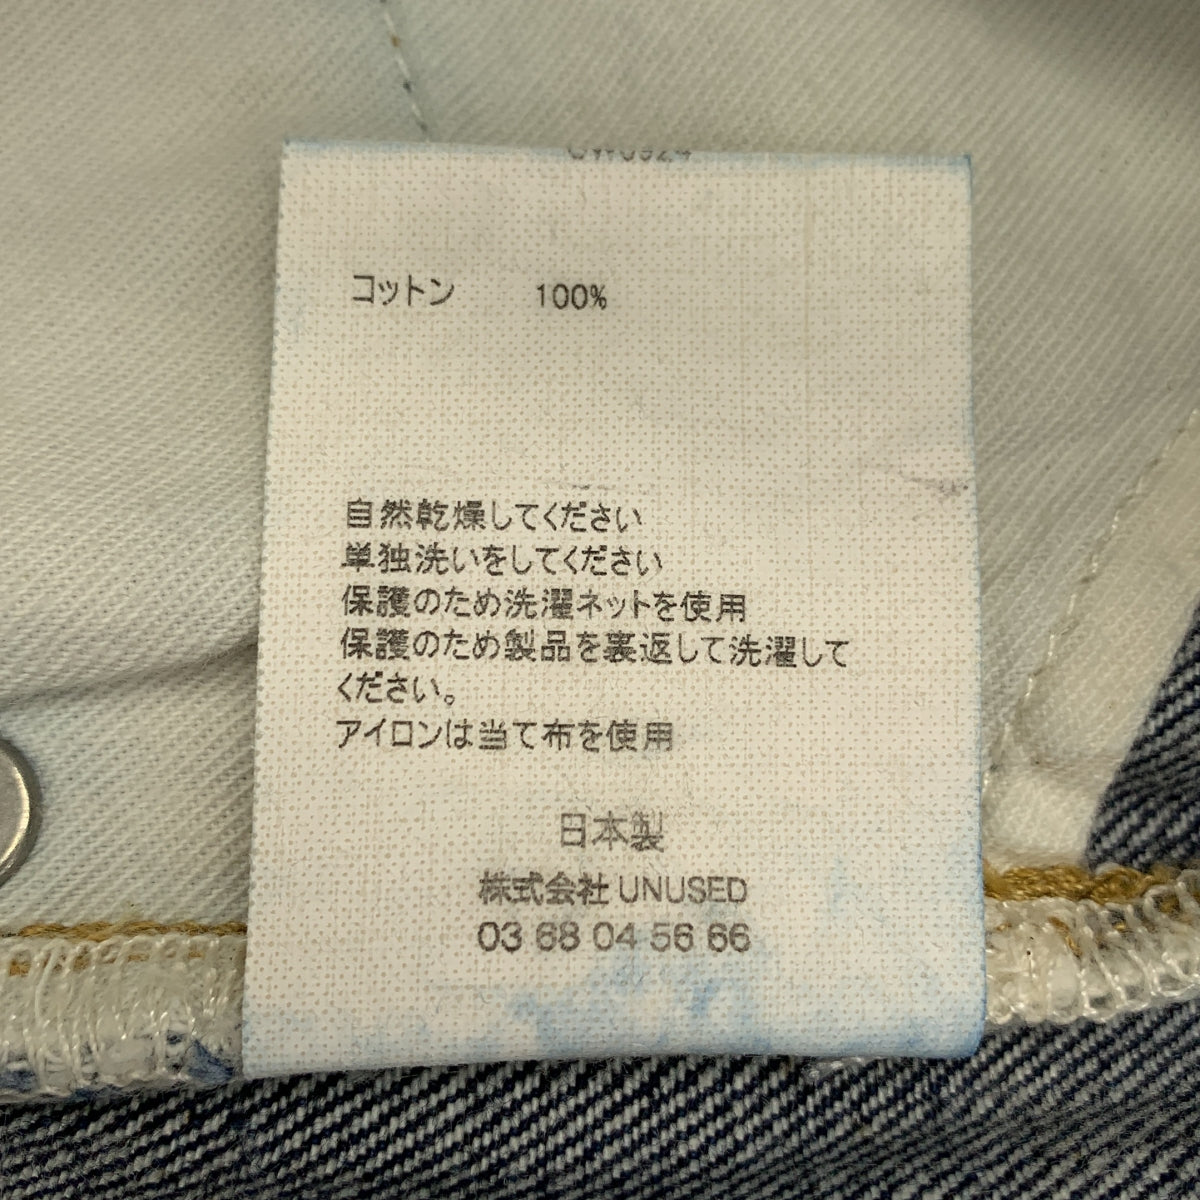 UW0924
コットン 100%
自然乾燥してください
単独洗いをしてください
保護のため洗濯ネットを使用
保護のため製品を裏返して洗濯して
ください。
アイロンは当て布を使用
日本製
株式会社 UNUSED
03 68 04 56 66